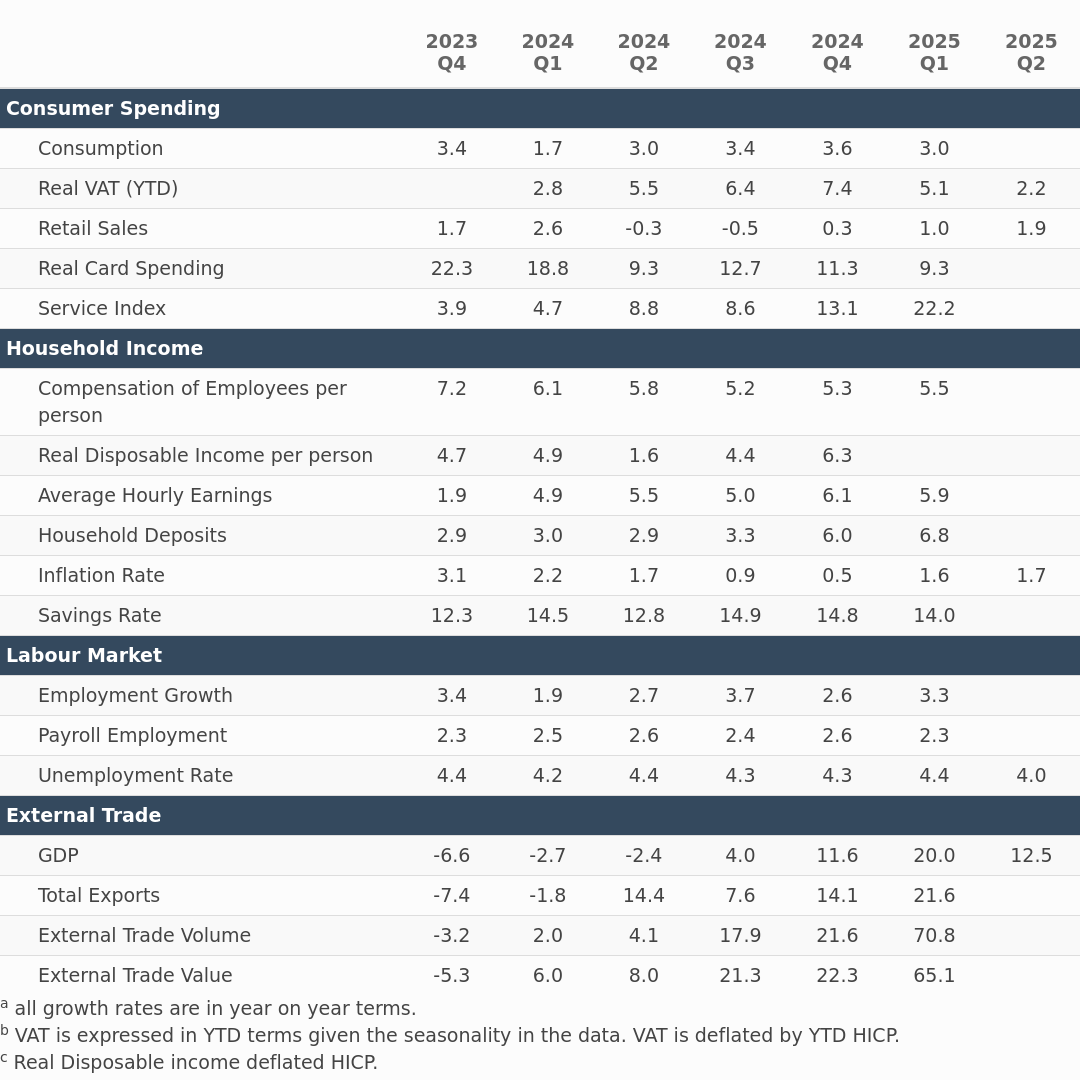 2023 2024 2024 2024 2024 2025 2025
Q4 Q1 Q2 Q3 Q4 Q1 Q2
Consumer Spending
Consumption 3.4 1.7 3.0 3.4 3.6 3.0
Real VAT (YTD) 2.8 5.5 6.4 7.4 5.1 2.2
Retail Sales 1.7 2.6 -0.3 -0.5 0.3 1.0 1.9
Real Card Spending 22.3 18.8 9.3 12.7 11.3 9.3
Service Index 3.9 4.7 8.8 8.6 13.1 22.2
Household Income
Compensation of Employees per 7.2 6.1 5.8 5.2 5.3 5.5
person
Real Disposable Income per person 4.7 4.9 1.6 4.4 6.3
Average Hourly Earnings 1.9 4.9 5.5 5.0 6.1 5.9
Household Deposits 2.9 3.0 2.9 3.3 6.0 6.8
Inflation Rate 3.1 2.2 1.7 0.9 0.5 1.6 1.7
Savings Rate 12.3 14.5 12.8 14.9 14.8 14.0
Labour Market
Employment Growth 3.4 1.9 2.7 3.7 2.6 3.3
Payroll Employment 2.3 2.5 2.6 2.4 2.6 2.3
Unemployment Rate 4.4 4.2 4.4 4.3 4.3 4.4 4.0
External Trade
GDP -6.6 -2.7 -2.4 4.0 11.6 20.0 12.5
Total Exports -7.4 -1.8 14.4 7.6 14.1 21.6
External Trade Volume -3.2 2.0 4.1 17.9 21.6 70.8
External Trade Value -5.3 6.0 8.0 21.3 22.3 65.1
a all growth rates are in year on year terms.
b VAT is expressed in YTD terms given the seasonality in the data. VAT is deflated by YTD HICP.
c Real Disposable income deflated HICP.